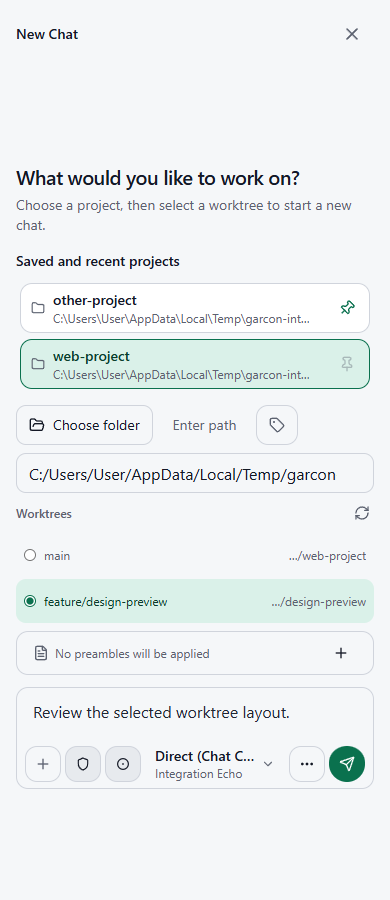 New Chat
What would you like to work on?
Choose a project, then select a worktree to start a new
chat.
Saved and recent projects
other-project
C:\Users\User\AppData\Local\Temp\garcon-int...
web-project
C:\Users\User\AppData\Local\Temp\garcon-int...
Choose folder
Enter path
C:/Users/User/AppData/Local/Temp/garcon
Worktrees
main
.../web-project
feature/design-preview
.../design-preview
No preambles will be applied
Review the selected worktree layout.
Direct (Chat C...
Integration Echo